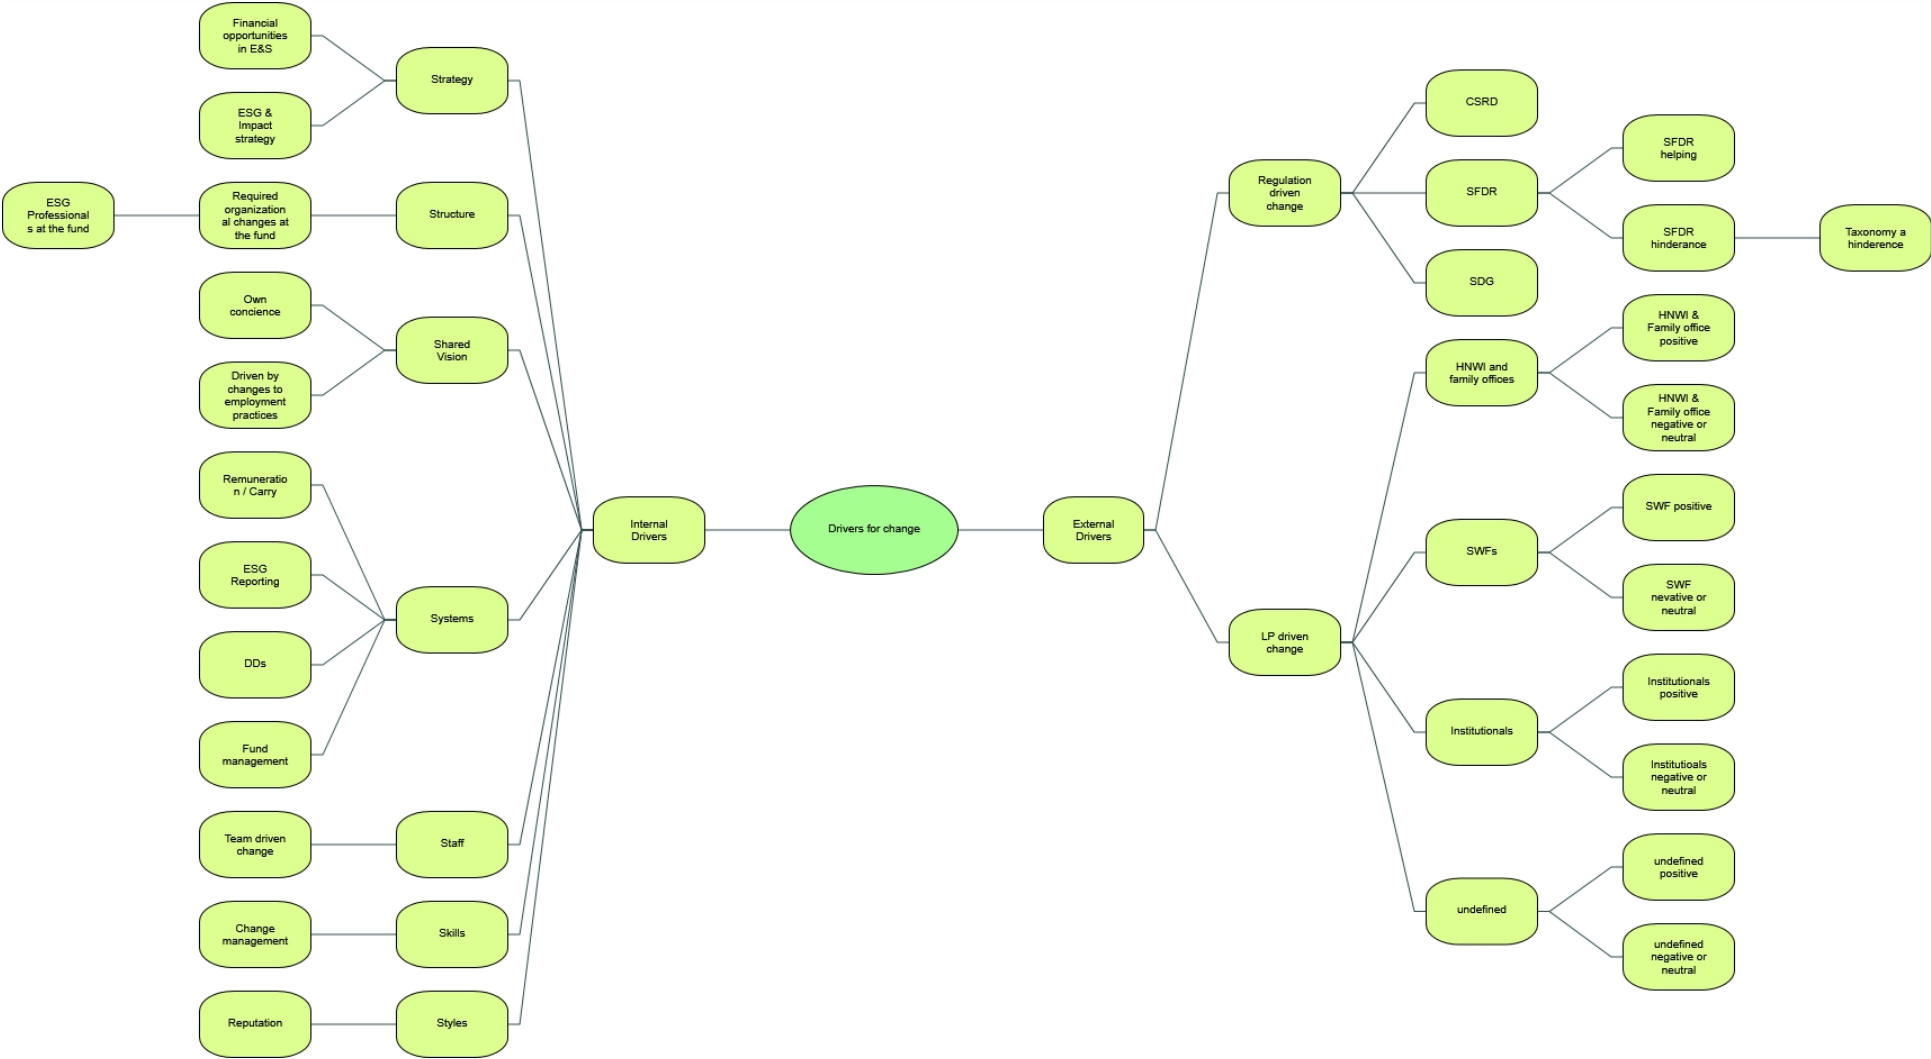 Financial
opportunities
in E&S
ESG &
Impact
strategy
Strategy
ESG
Professional
s at the fund
Required
organization
al changes at
the fund
Structure
Own
concience
Driven by
changes to
employment
practices
Shared
Vision
Remuneratio
n / Carry
ESG
Reporting
DDs
Fund
management
Systems
Team driven
change
Staff
Change
management
Skills
Reputation
Styles
Internal
Drivers
Drivers for change
External
Drivers
Regulation
driven
change
CSRD
SFDR
SFDR
helping
SFDR
hinderance
Taxonomy a
hinderence
SDG
LP driven
change
HNWI and
family offices
HNWI &
Family office
positive
HNWI &
Family office
negative or
neutral
SWFs
SWF positive
SWF
nevative or
neutral
Institutionals
Institutionals
positive
Institutioals
negative or
neutral
undefined
undefined
positive
undefined
negative or
neutral